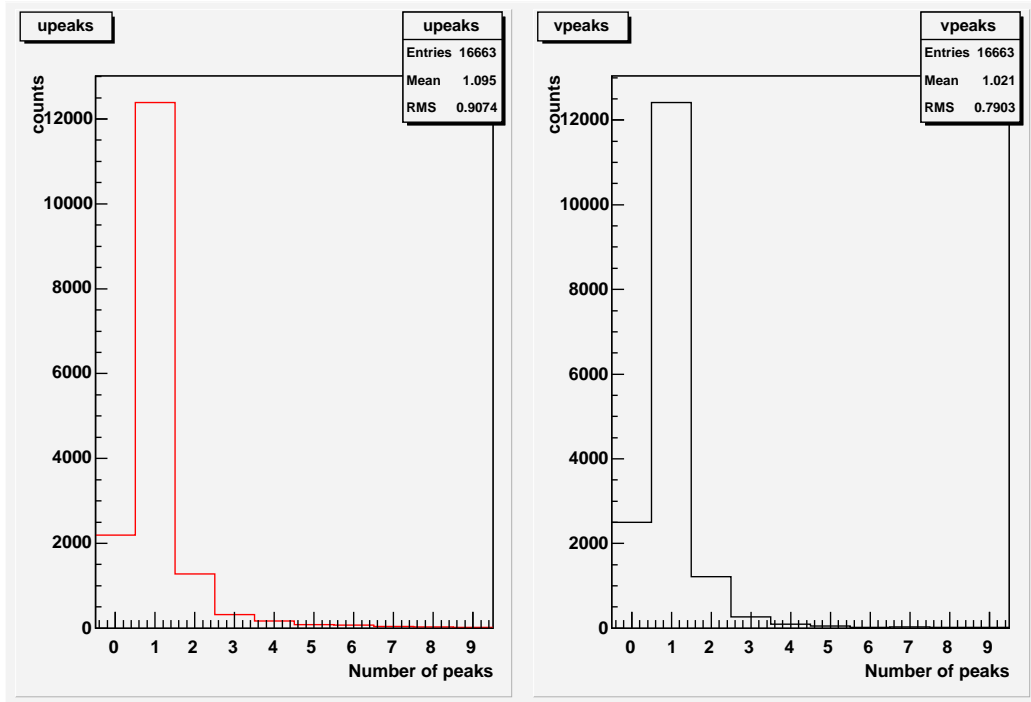 upeaks
upeaks
Entries 16663
Mean 1.095
RMS 0.9074
counts
12000
10000
8000
6000
4000
2000
0
0 1 2 3 4 5 6 7 8 9
Number of peaks
vpeaks
vpeaks
Entries 16663
Mean 1.021
RMS 0.7903
counts
12000
10000
8000
6000
4000
2000
0
0 1 2 3 4 5 6 7 8 9
Number of peaks